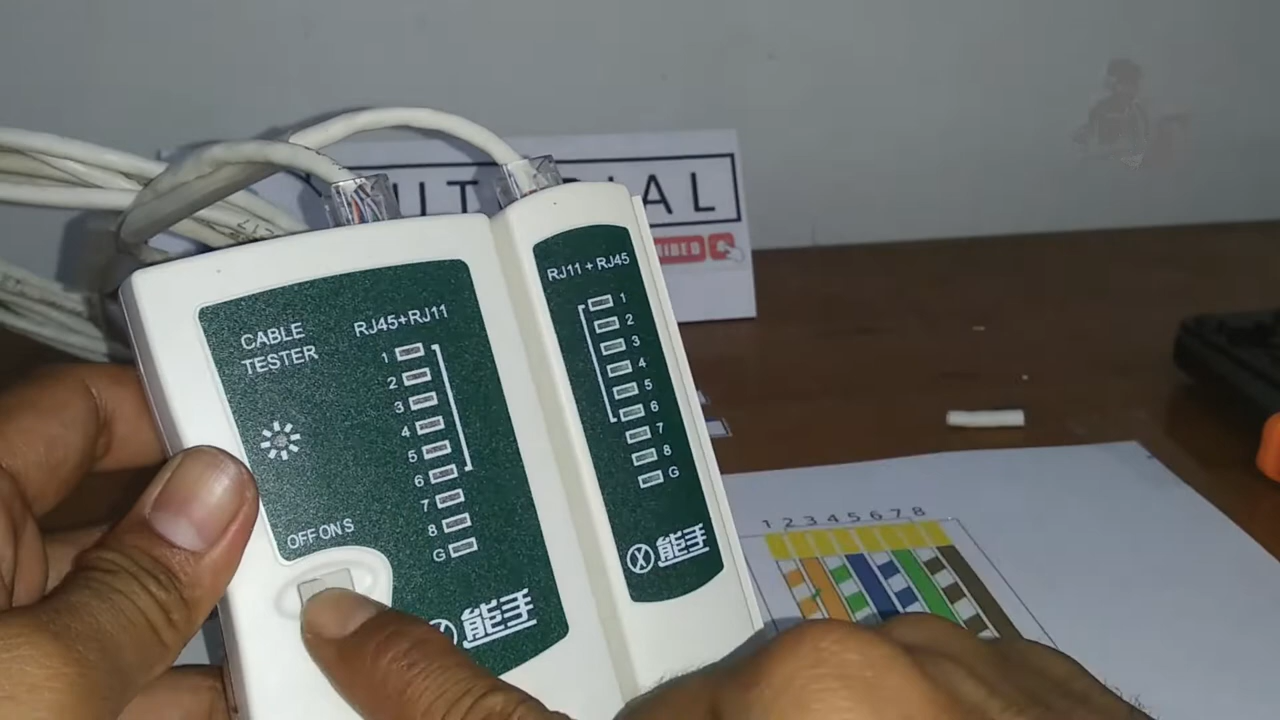 CABLE
TESTER
RJ45+RJ11
1
2
3
4
5
6
7
8
G
OFF ON S
能手
RJ11 + RJ45
1
2
3
4
5
6
7
8
G
能手
1 2 3 4 5 6 7 8